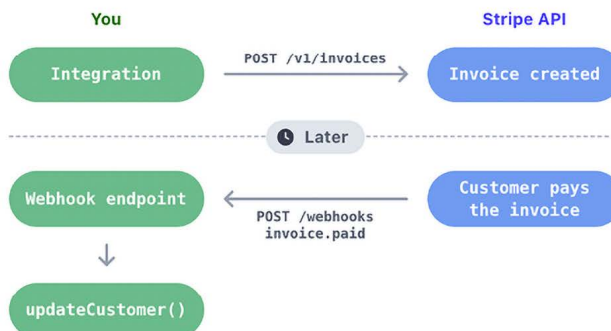 You
Stripe API
Integration
POST /v1/invoices
Invoice created
Later
Webhook endpoint
POST /webhooks
invoice.paid
Customer pays
the invoice
updateCustomer()